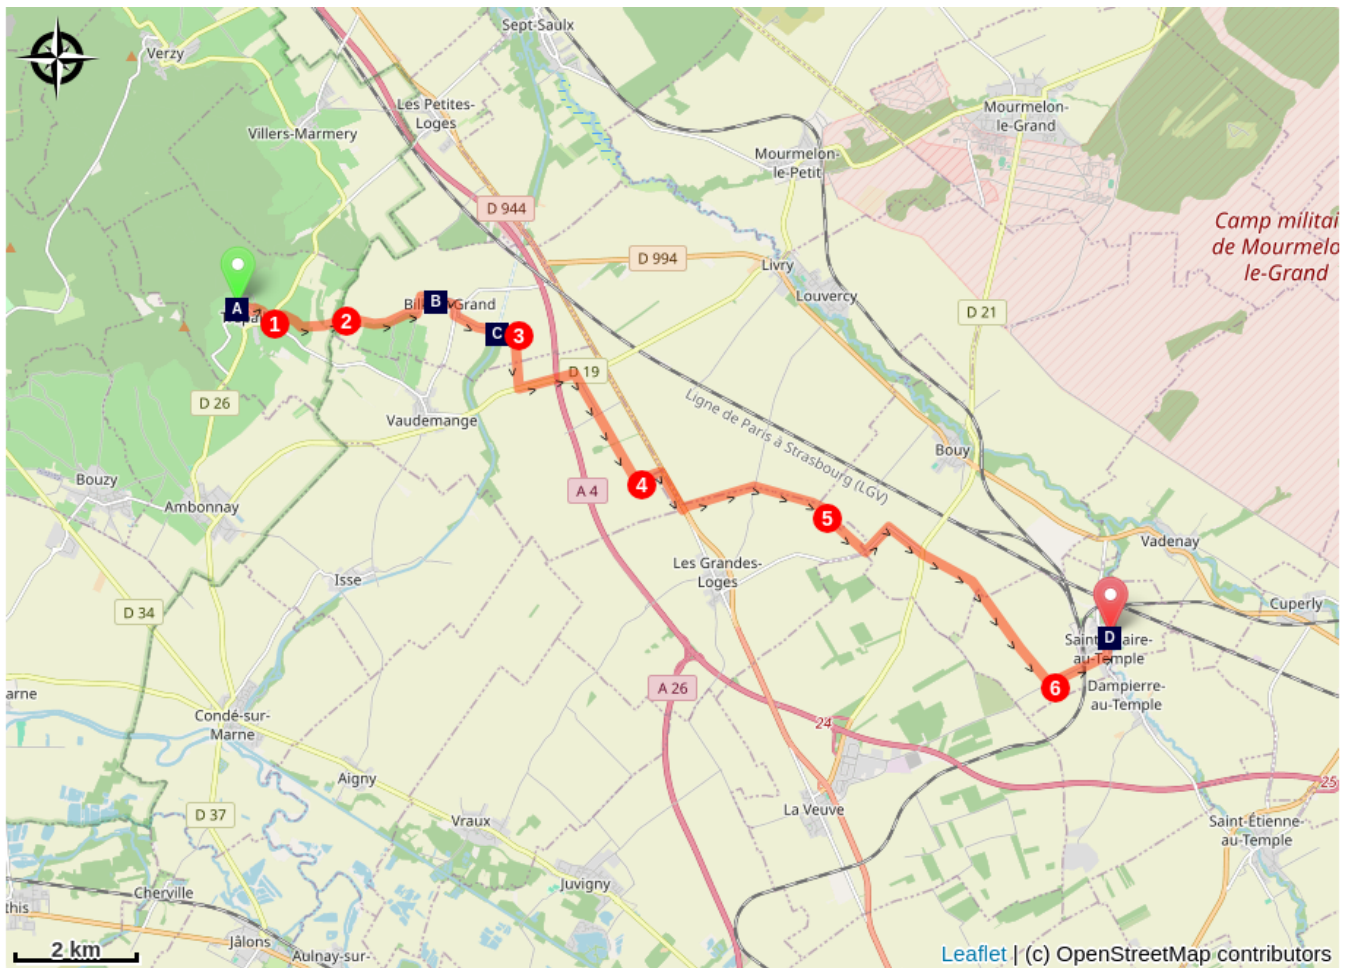 Sept-Saulx
Verzy
Les Petites-
Loges
Villers-Marmery
Mourmelon-
le-Grand
Mourmelon-
le-Petit
D 944
Camp militai
de Mourmelo
le-Grand
D 994
Livry
Louvercy
A
B
Grand
D 21
1
2
C
3
D 19
D 26
Vaudemange
Ligne de Paris à Strasbourg (LGV)
Bouy
Bouzy
Ambonnay
A 4
4
5
Vadenay
Les Grandes-
Loges
Isse
D 34
Cuperly
D
au-Temple
6
Dampierre-
au-Temple
A 26
arne
Condé-sur-
Marne
24
Aigny
25
La Veuve
D 37
Vraux
Saint-Étienne-
au-Temple
Juvigny
Cherville
this
Jâlons
Aulnay-sur-
2 km
Leaflet | (c) OpenStreetMap contributors